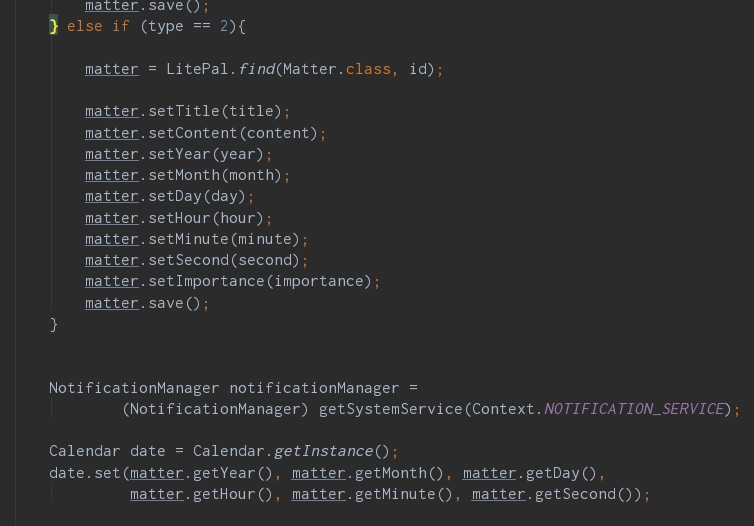 matter.save();
} else if (type == 2){
matter = LitePal.find(Matter.class, id);
matter.setTitle(title);
matter.setContent(content);
matter.setYear(year);
matter.setMonth(month);
matter.setDay(day);
matter.setHour(hour);
matter.setMinute(minute);
matter.setSecond(second);
matter.setImportance(importance);
matter.save();
}
NotificationManager notificationManager =
(NotificationManager) getSystemService(Context.NOTIFICATION_SERVICE);
Calendar date = Calendar.getInstance();
date.set(matter.getYear(), matter.getMonth(), matter.getDay(),
matter.getHour(), matter.getMinute(), matter.getSecond());